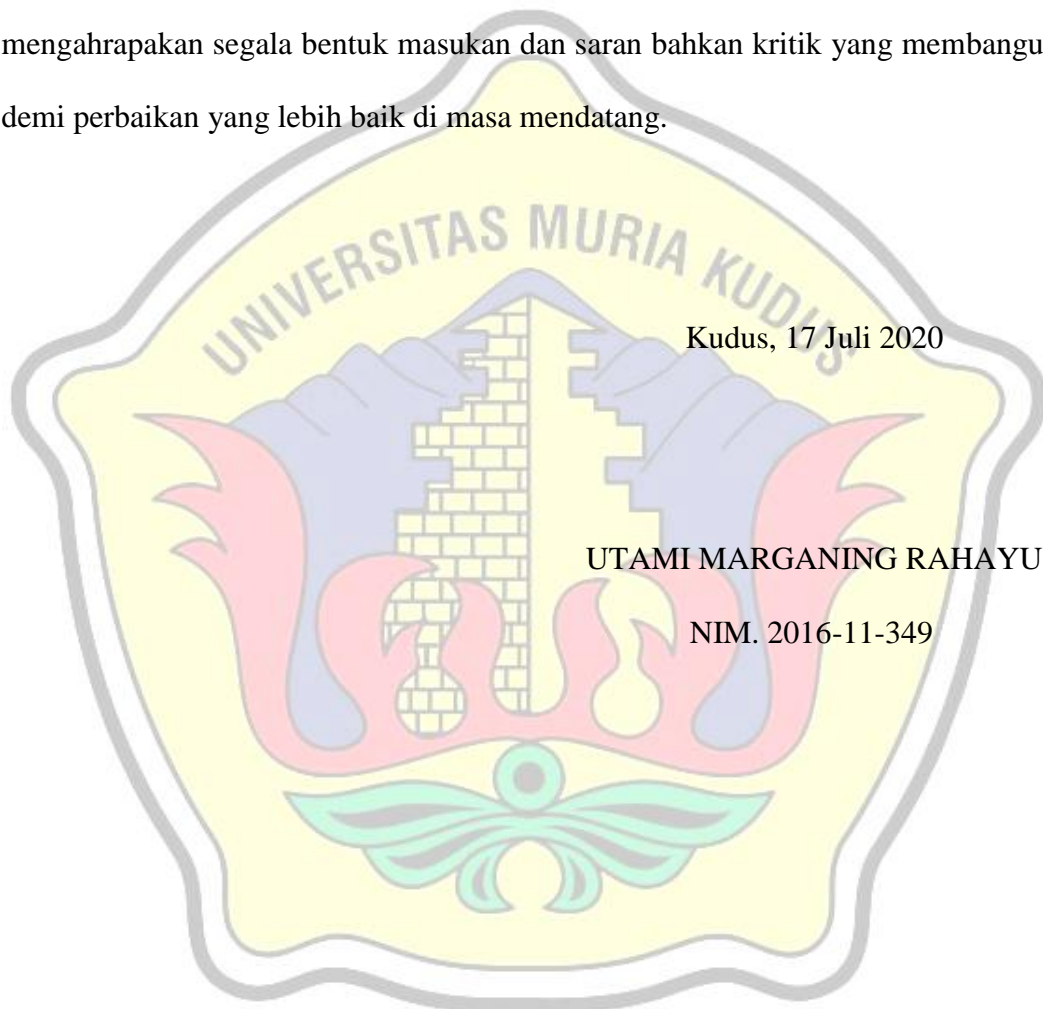 mengahrapakan segala bentuk masukan dan saran bahkan kritik yang membangu
demi perbaikan yang lebih baik di masa mendatang.
UNIVERSITAS MURIA KUDUS
Kudus, 17 Juli 2020
UTAMI MARGANING RAHAYU
NIM. 2016-11-349